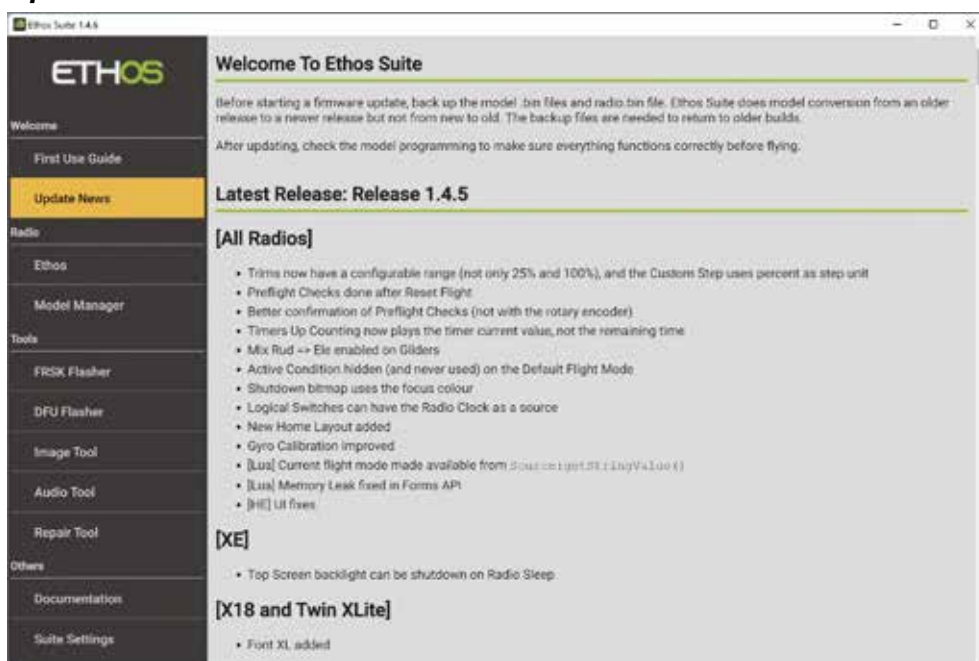 Ethos Suite 1.4.6
ETHOS
Welcome
First Use Guide
Update News
Radio
Ethos
Model Manager
Tools
FRSK Flasher
DFU Flasher
Image Tool
Audio Tool
Repair Tool
Others
Documentation
Suite Settings
Welcome To Ethos Suite
Before starting a firmware update, back up the model .bin files and radio.bin file. Ethos Suite does model conversion from an older
release to a newer release but not from new to old. The backup files are needed to return to older builds.
After updating, check the model programming to make sure everything functions correctly before flying.
Latest Release: Release 1.4.5
[All Radios]
• Trims now have a configurable range (not only 25% and 100%), and the Custom Step uses percent as step unit
• Preflight Checks done after Reset Flight
• Better confirmation of Preflight Checks (not with the rotary encoder)
• Timers Up Counting now plays the timer current value, not the remaining time
• Mix Rud => Ele enabled on Gliders
• Active Condition hidden (and never used) on the Default Flight Mode
• Shutdown bitmap uses the focus colour
• Logical Switches can have the Radio Clock as a source
• New Home Layout added
• Gyro Calibration improved
• [Lua] Current flight mode made available from
• [Lua] Memory Leak fixed in Forms API
• [HE] UI fixes
[XE]
• Top Screen backlight can be shutdown on Radio Sleep
[X18 and Twin XLite]
• Font XL added